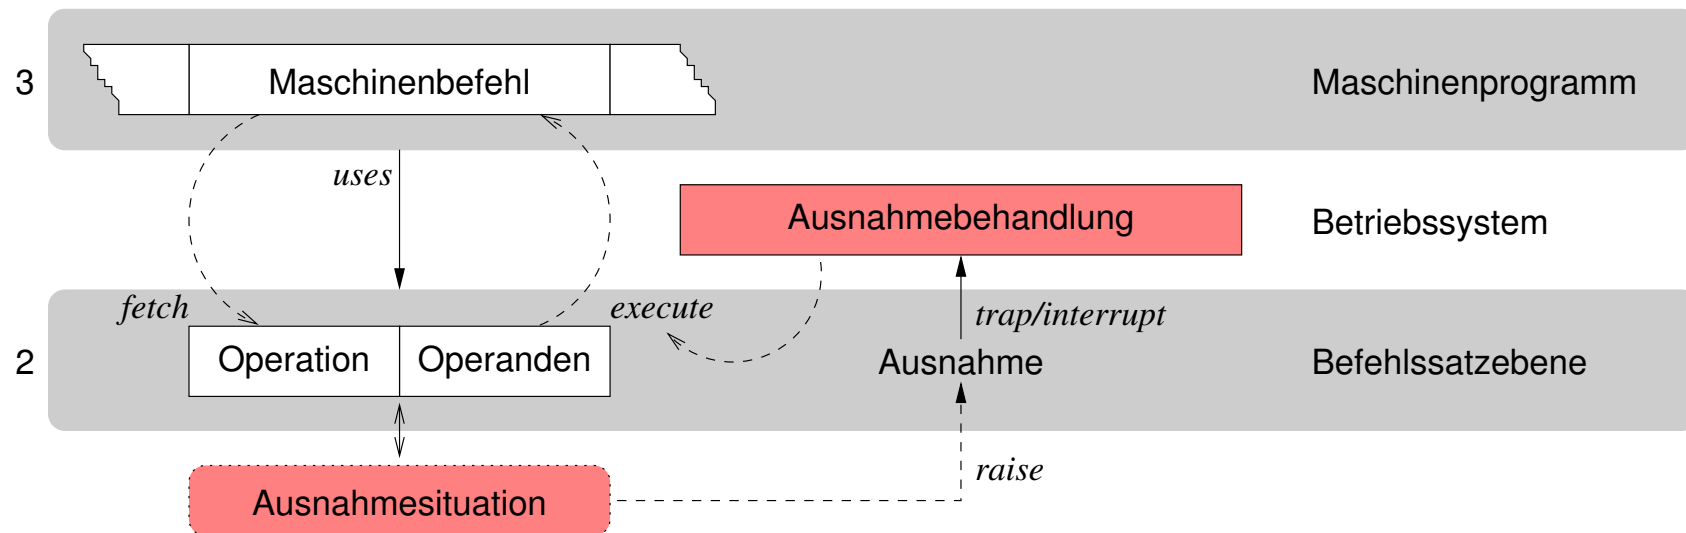 3
Maschinenbefehl
Maschinenprogramm
uses
Ausnahmebehandlung
Betriebssystem
fetch
execute
trap/interrupt
2
Operation
Operanden
Ausnahme
Befehlssatzebene
raise
Ausnahmesituation